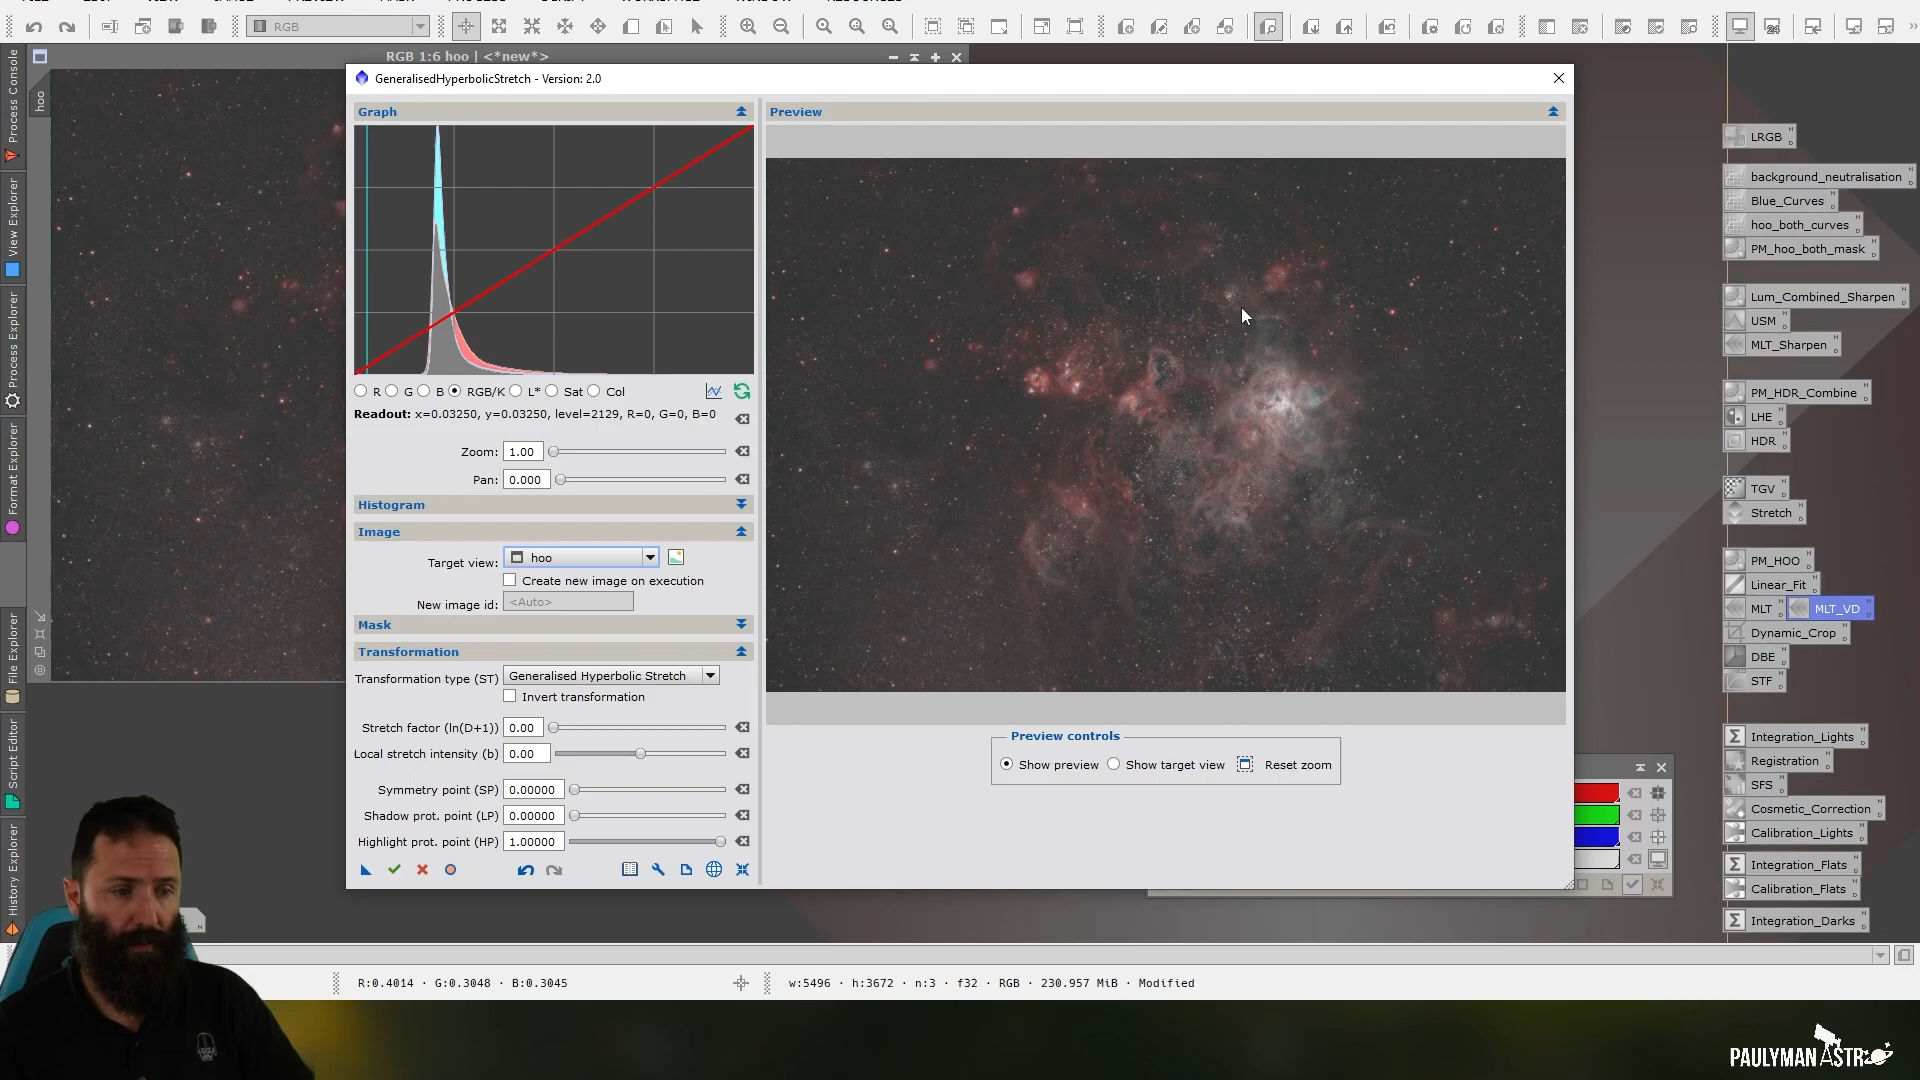 RGB
RGB 1:6 hoo | <*new*>
GeneralisedHyperbolicStretch - Version: 2.0
Process Console
View Explorer
Process Explorer
Format Explorer
File Explorer
Script Editor
History Explorer
hoo
Graph
R G B RGB/K L* Sat Col
Readout: x=0.03250, y=0.03250, level=2129, R=0, G=0, B=0
Zoom: 1.00
Pan: 0.000
Histogram
Image
Target view: hoo
Create new image on execution
New image id: <Auto>
Mask
Transformation
Transformation type (ST) Generalised Hyperbolic Stretch
Invert transformation
Stretch factor (ln(D+1)) 0.00
Local stretch intensity (b) 0.00
Symmetry point (SP) 0.00000
Shadow prot. point (LP) 0.00000
Highlight prot. point (HP) 1.00000
Preview
Preview controls
Show preview Show target view Reset zoom
LRGB
background_neutralisation
Blue_Curves
hoo_both_curves
PM_hoo_both_mask
Lum_Combined_Sharpen
USM
MLT_Sharpen
PM_HDR_Combine
LHE
HDR
TGV
Stretch
PM_HOO
Linear_Fit
MLT MLT_VD
Dynamic_Crop
DBE
STF
Integration_Lights
Registration
SFS
Cosmetic_Correction
Calibration_Lights
Integration_Flats
Calibration_Flats
Integration_Darks
R:0.4014 · G:0.3048 · B:0.3045
w:5496 · h:3672 · n:3 · f32 · RGB · 230.957 MiB · Modified
PAULYMAN ASTRO